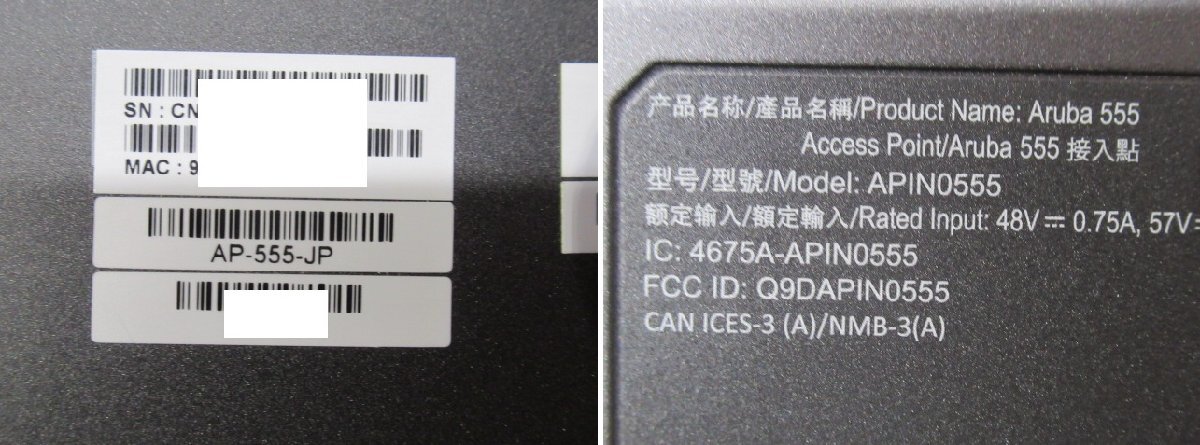 SN : CN
MAC : 9
AP-555-JP
产品名称/產品名稱/Product Name: Aruba 555
Access Point/Aruba 555 接入點
型号/型號/Model: APIN0555
额定输入/額定輸入/Rated Input: 48V⎓ 0.75A, 57V⎓
IC: 4675A-APIN0555
FCC ID: Q9DAPIN0555
CAN ICES-3 (A)/NMB-3(A)